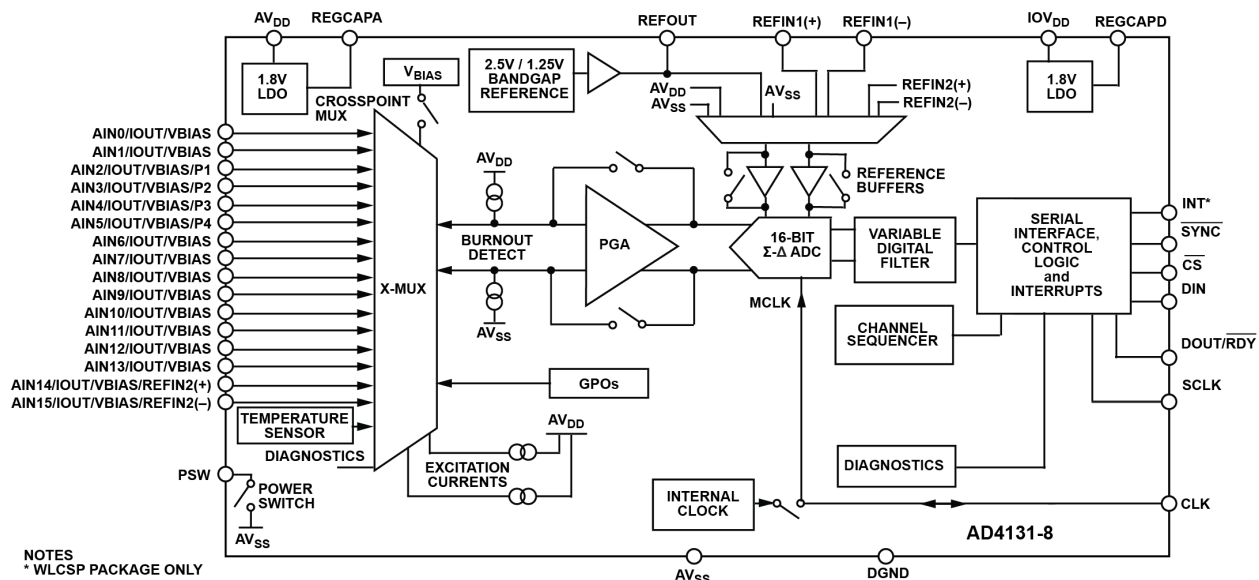 AVDD
REGCAPA
REFOUT
REFIN1(+)
REFIN1(–)
IOVDD
REGCAPD
1.8V
LDO
VBIAS
2.5V / 1.25V
BANDGAP
REFERENCE
AVDD
AVSS
AVSS
REFIN2(+)
REFIN2(–)
1.8V
LDO
CROSSPOINT
MUX
AIN0/IOUT/VBIAS
AIN1/IOUT/VBIAS
AIN2/IOUT/VBIAS/P1
AIN3/IOUT/VBIAS/P2
AIN4/IOUT/VBIAS/P3
AIN5/IOUT/VBIAS/P4
AIN6/IOUT/VBIAS
AIN7/IOUT/VBIAS
AIN8/IOUT/VBIAS
AIN9/IOUT/VBIAS
AIN10/IOUT/VBIAS
AIN11/IOUT/VBIAS
AIN12/IOUT/VBIAS
AIN13/IOUT/VBIAS
AIN14/IOUT/VBIAS/REFIN2(+)
AIN15/IOUT/VBIAS/REFIN2(–)
TEMPERATURE
SENSOR
DIAGNOSTICS
X-MUX
AVDD
BURNOUT
DETECT
AVSS
PGA
REFERENCE
BUFFERS
16-BIT
Σ-Δ ADC
MCLK
VARIABLE
DIGITAL
FILTER
SERIAL
INTERFACE,
CONTROL
LOGIC
and
INTERRUPTS
INT*
SYNC
CS
DIN
DOUT/RDY
SCLK
CHANNEL
SEQUENCER
GPOs
AVDD
EXCITATION
CURRENTS
DIAGNOSTICS
PSW
POWER
SWITCH
AVSS
INTERNAL
CLOCK
CLK
AD4131-8
NOTES
* WLCSP PACKAGE ONLY
AVSS
DGND